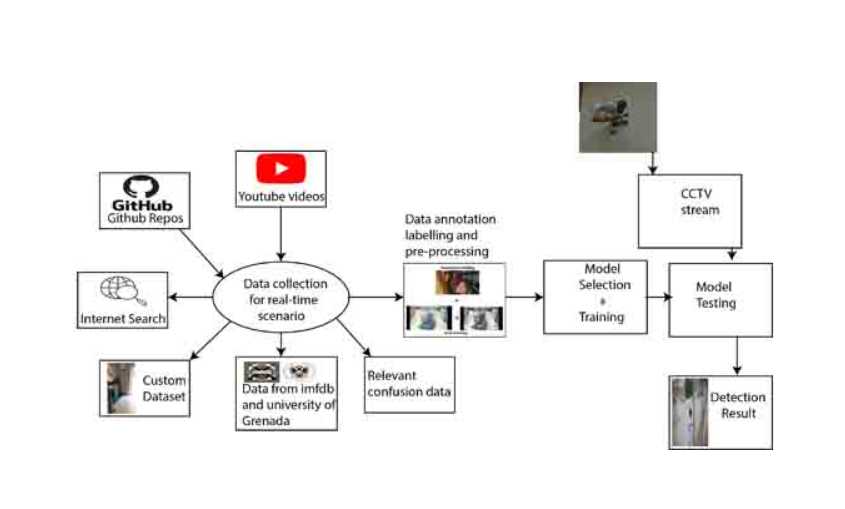 CCTV
stream
Youtube videos
GitHub
Github Repos
Data annotation
labelling and
pre-processing
Data collection
for real-time
scenario
Model
Selection
+
Training
Model
Testing
Internet Search
Custom
Dataset
Data from imfdb
and university of
Grenada
Relevant
confusion data
Detection
Result